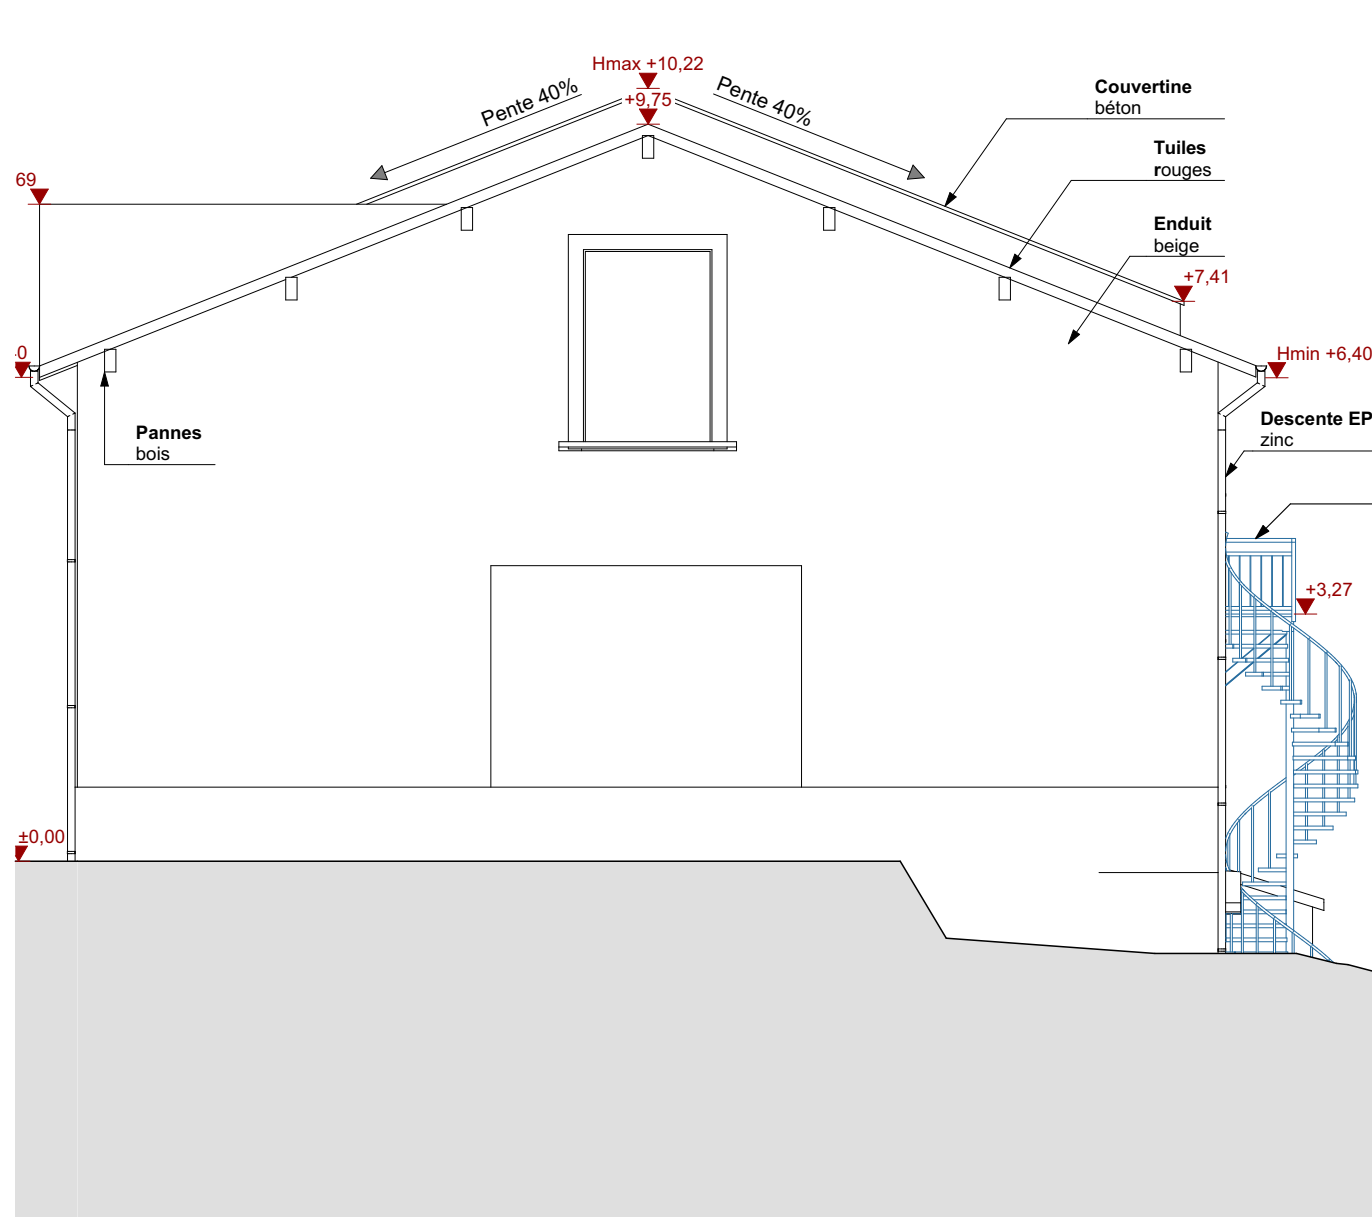 Hmax +10,22
+9,75
Pente 40%
Pente 40%
Couvertine
béton
Tuiles
rouges
69
Enduit
beige
+7,41
Hmin +6,40
Descente EP
zinc
Pannes
bois
+3,27
±0,00